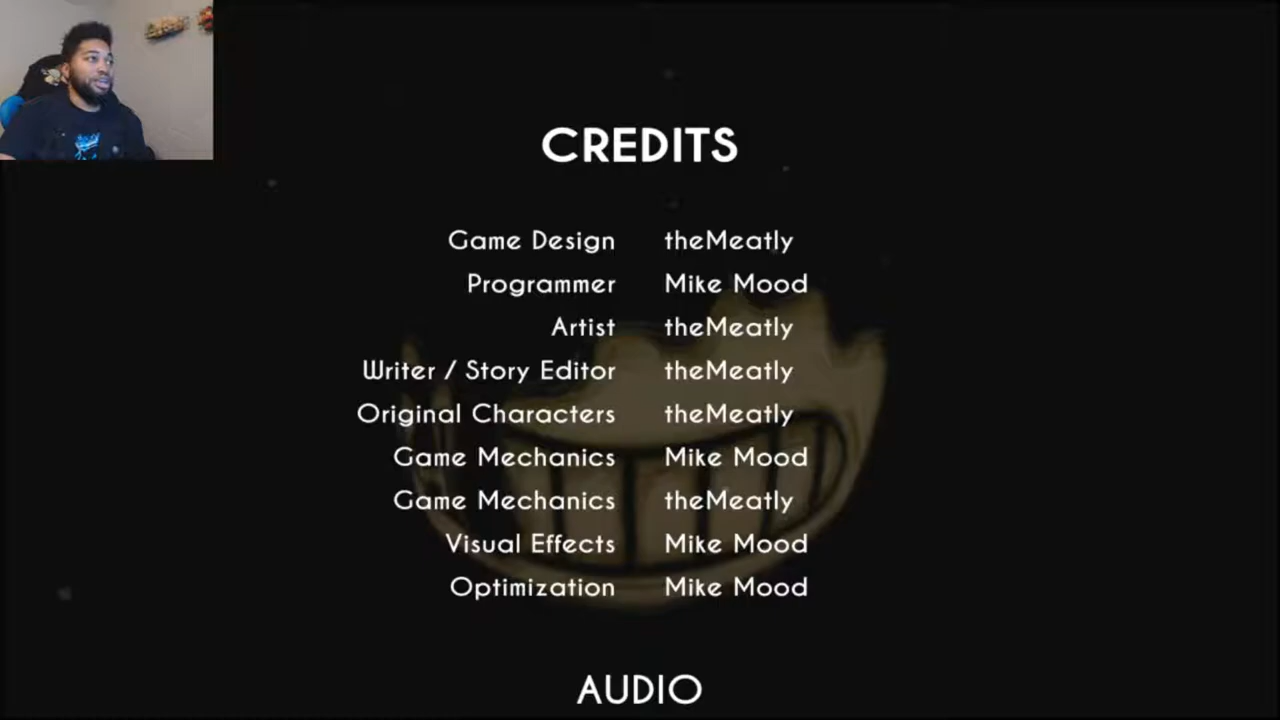 CREDITS
Game Design theMeatly
Programmer Mike Mood
Artist theMeatly
Writer / Story Editor theMeatly
Original Characters theMeatly
Game Mechanics Mike Mood
Game Mechanics theMeatly
Visual Effects Mike Mood
Optimization Mike Mood
AUDIO